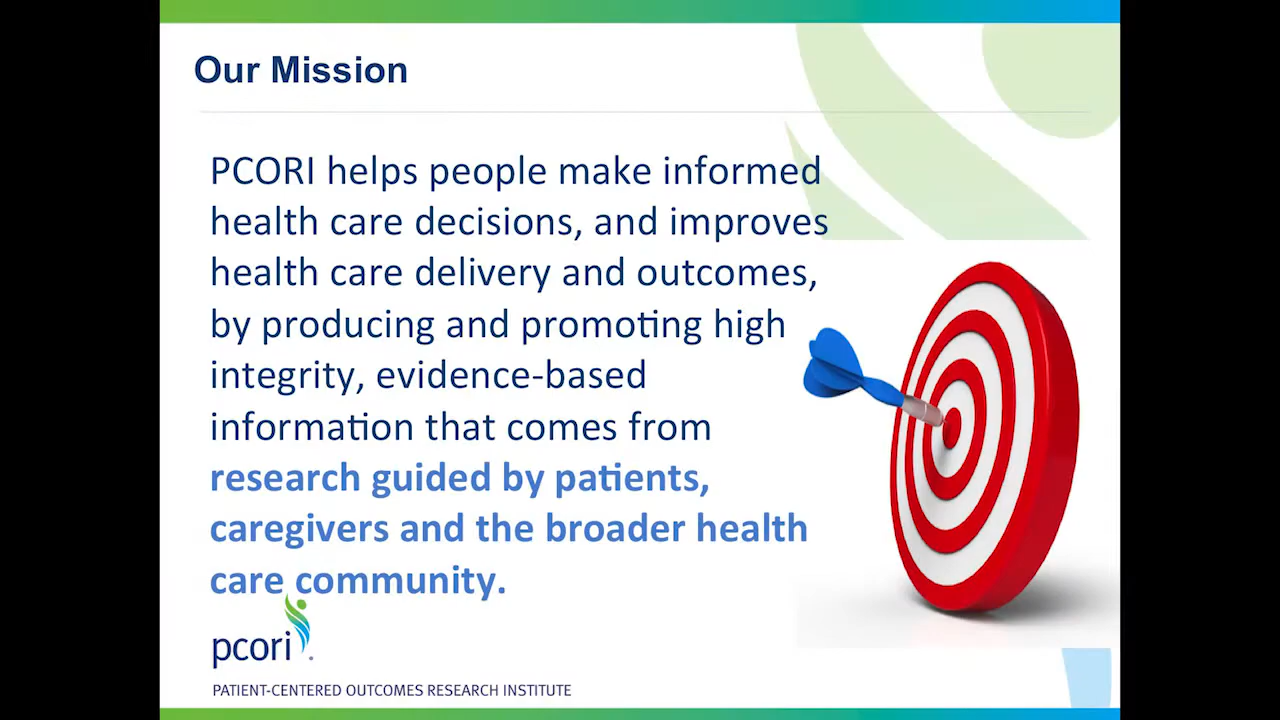 Our Mission
PCORI helps people make informed
health care decisions, and improves
health care delivery and outcomes,
by producing and promoting high
integrity, evidence-based
information that comes from
research guided by patients,
caregivers and the broader health
care community.
pcori
PATIENT-CENTERED OUTCOMES RESEARCH INSTITUTE